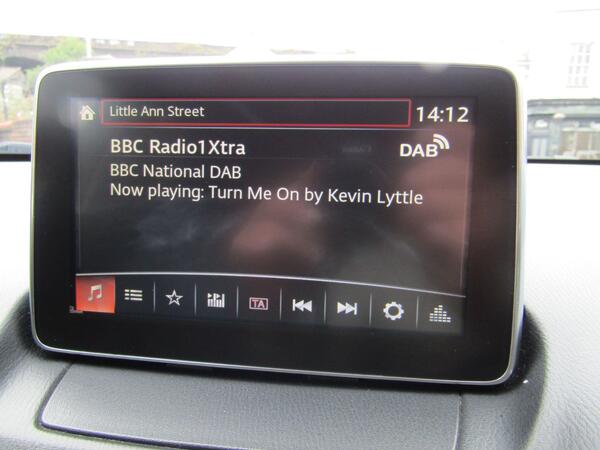 Little Ann Street 14:12
BBC Radio1Xtra DAB
BBC National DAB
Now playing: Turn Me On by Kevin Lyttle
TA